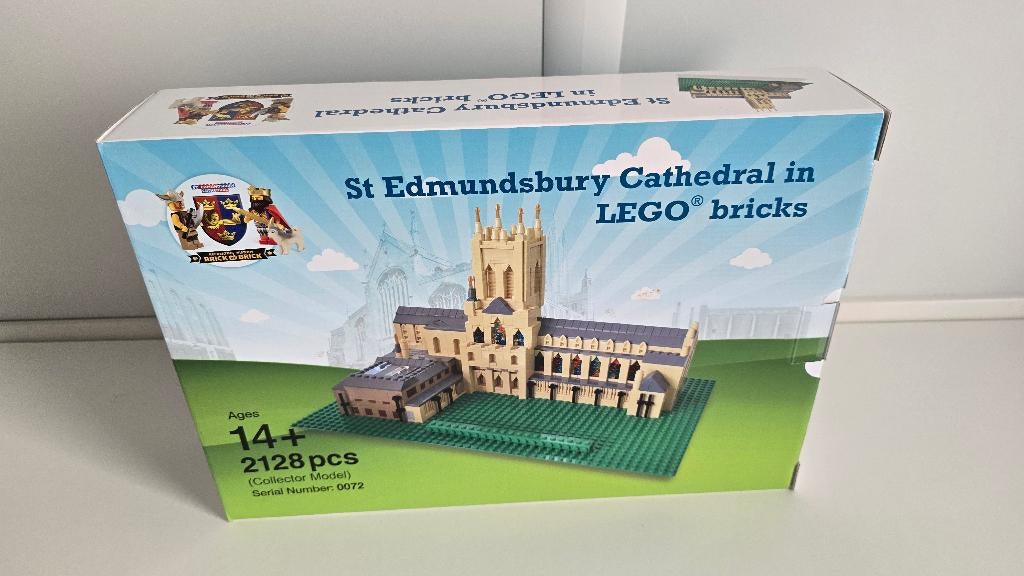 St Edmundsbury Cathedral
in LEGO® bricks
St Edmundsbury Cathedral in
LEGO® bricks
BRICK BY BRICK
Ages
14+
2128 pcs
(Collector Model)
Serial Number: 0072